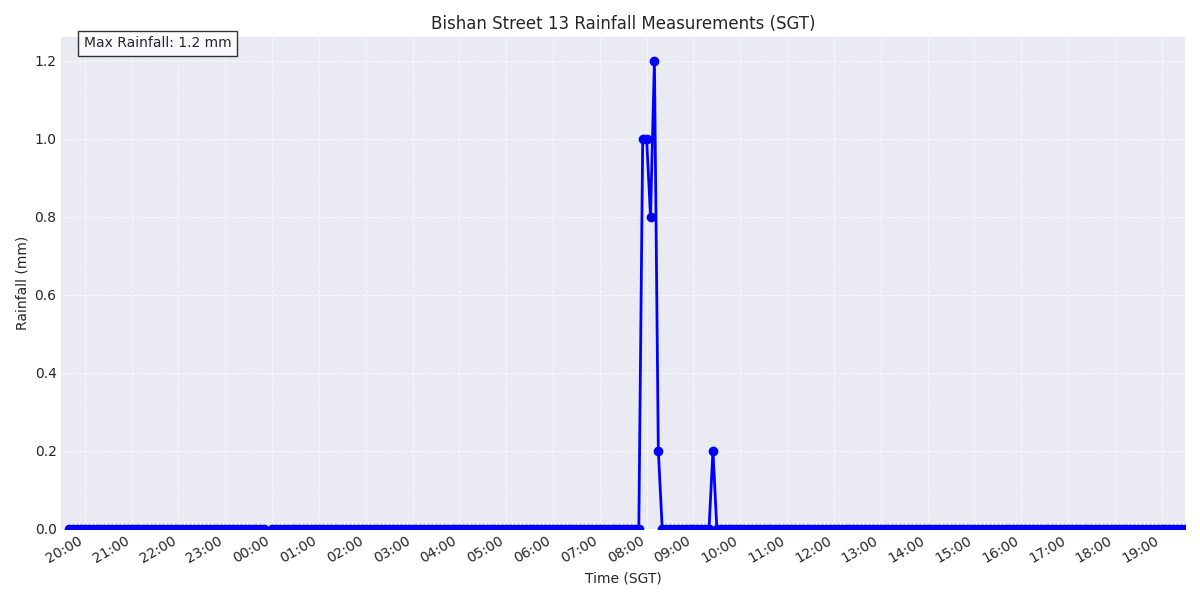 Bishan Street 13 Rainfall Measurements (SGT)
Max Rainfall: 1.2 mm
1.2
1.0
0.8
0.6
0.4
0.2
0.0
Rainfall (mm)
20:00 21:00 22:00 23:00 00:00 01:00 02:00 03:00 04:00 05:00 06:00 07:00 08:00 09:00 10:00 11:00 12:00 13:00 14:00 15:00 16:00 17:00 18:00 19:00
Time (SGT)